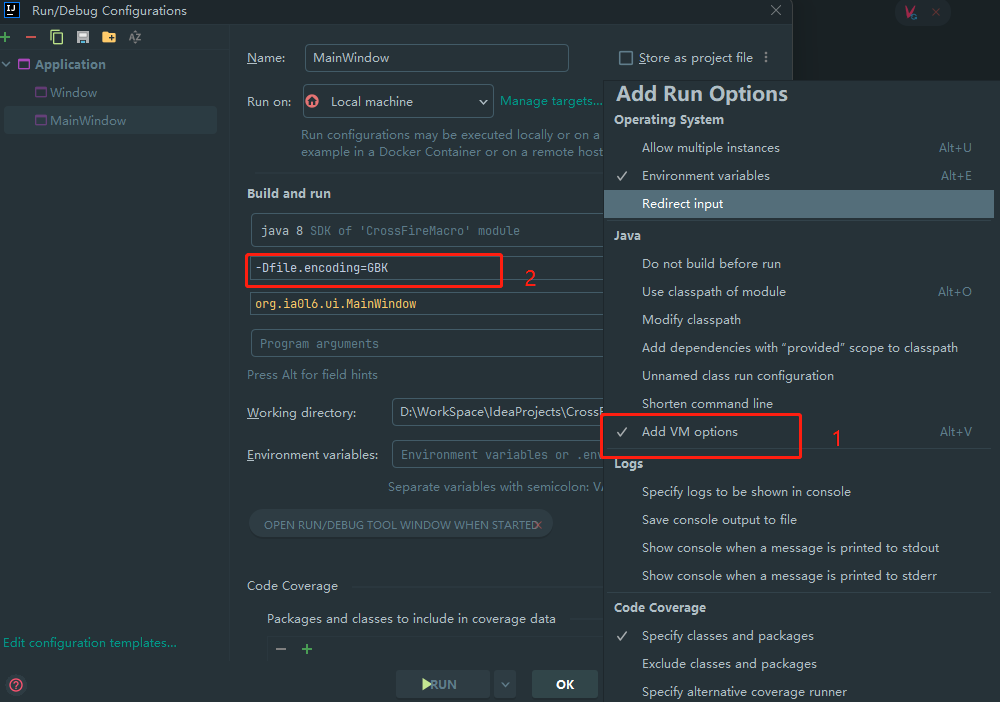 Run/Debug Configurations
Application
Window
MainWindow
Edit configuration templates...
Name:
MainWindow
Store as project file
Run on:
Local machine
Manage targets...
Run configurations may be executed locally or on a
example in a Docker Container or on a remote host
Build and run
java 8 SDK of 'CrossFireMacro' module
-Dfile.encoding=GBK
2
org.ia0l6.ui.MainWindow
Program arguments
Press Alt for field hints
Working directory:
D:\WorkSpace\IdeaProjects\CrossF
Environment variables:
Environment variables or .env
Separate variables with semicolon: VA
OPEN RUN/DEBUG TOOL WINDOW WHEN STARTED
Code Coverage
Packages and classes to include in coverage data
RUN
OK
Add Run Options
Operating System
Allow multiple instances Alt+U
Environment variables Alt+E
Redirect input
Java
Do not build before run
Use classpath of module Alt+O
Modify classpath
Add dependencies with “provided” scope to classpath
Unnamed class run configuration
Shorten command line
Add VM options Alt+V
1
Logs
Specify logs to be shown in console
Save console output to file
Show console when a message is printed to stdout
Show console when a message is printed to stderr
Code Coverage
Specify classes and packages
Exclude classes and packages
Specify alternative coverage runner